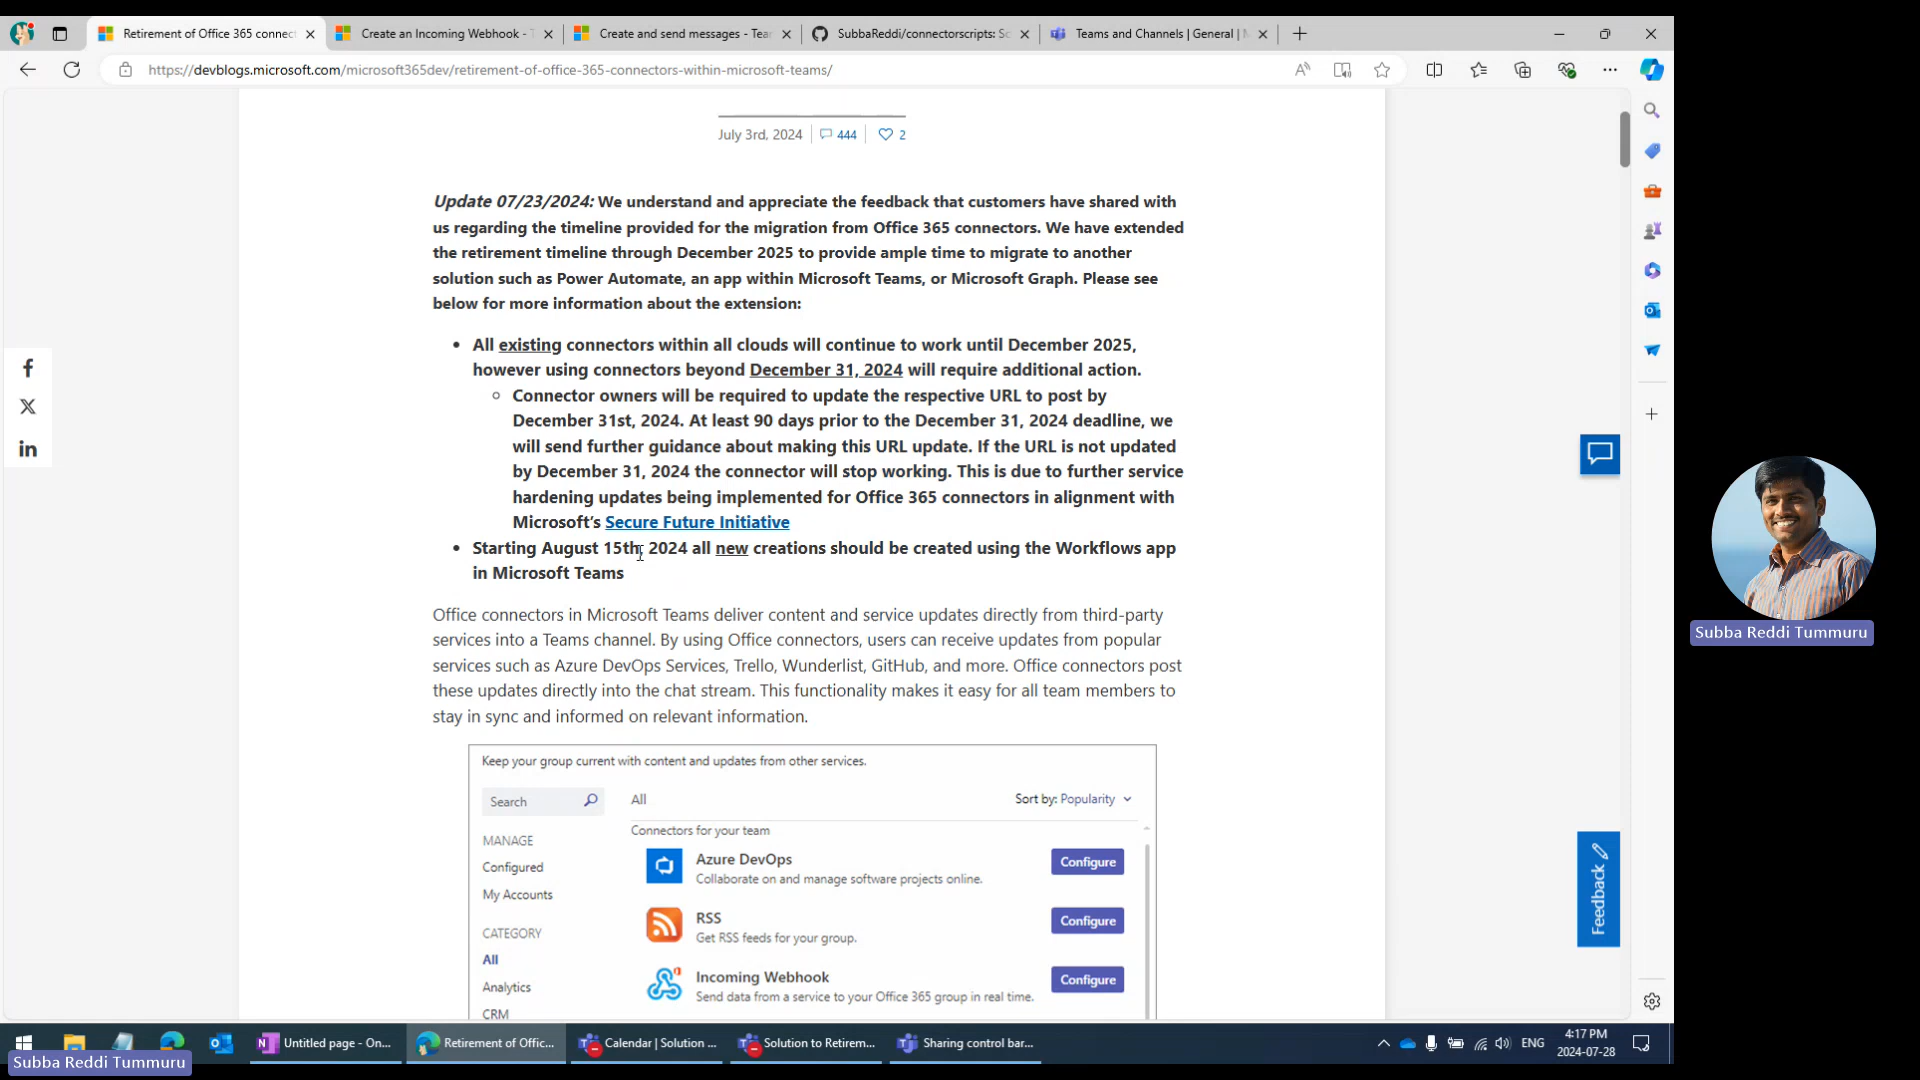 Retirement of Office 365 connec
Create an Incoming Webhook - T
Create and send messages - Tea
SubbaReddi/connectorscripts: Sc
Teams and Channels | General | M
https://devblogs.microsoft.com/microsoft365dev/retirement-of-office-365-connectors-within-microsoft-teams/
July 3rd, 2024
444
2
Update 07/23/2024: We understand and appreciate the feedback that customers have shared with
us regarding the timeline provided for the migration from Office 365 connectors. We have extended
the retirement timeline through December 2025 to provide ample time to migrate to another
solution such as Power Automate, an app within Microsoft Teams, or Microsoft Graph. Please see
below for more information about the extension:
• All existing connectors within all clouds will continue to work until December 2025,
however using connectors beyond December 31, 2024 will require additional action.
Connector owners will be required to update the respective URL to post by
December 31st, 2024. At least 90 days prior to the December 31, 2024 deadline, we
will send further guidance about making this URL update. If the URL is not updated
by December 31, 2024 the connector will stop working. This is due to further service
hardening updates being implemented for Office 365 connectors in alignment with
Microsoft's Secure Future Initiative
• Starting August 15th, 2024 all new creations should be created using the Workflows app
in Microsoft Teams
Office connectors in Microsoft Teams deliver content and service updates directly from third-party
services into a Teams channel. By using Office connectors, users can receive updates from popular
services such as Azure DevOps Services, Trello, Wunderlist, GitHub, and more. Office connectors post
these updates directly into the chat stream. This functionality makes it easy for all team members to
stay in sync and informed on relevant information.
Keep your group current with content and updates from other services.
Search
All
Sort by: Popularity
MANAGE
Configured
My Accounts
CATEGORY
All
Analytics
CRM
Connectors for your team
Azure DevOps
Collaborate on and manage software projects online.
Configure
RSS
Get RSS feeds for your group.
Configure
Incoming Webhook
Send data from a service to your Office 365 group in real time.
Configure
Feedback
Subba Reddi Tummuru
Untitled page - On...
Retirement of Offic...
Calendar | Solution ...
Solution to Retirem...
Sharing control bar...
ENG
4:17 PM
2024-07-28
Subba Reddi Tummuru